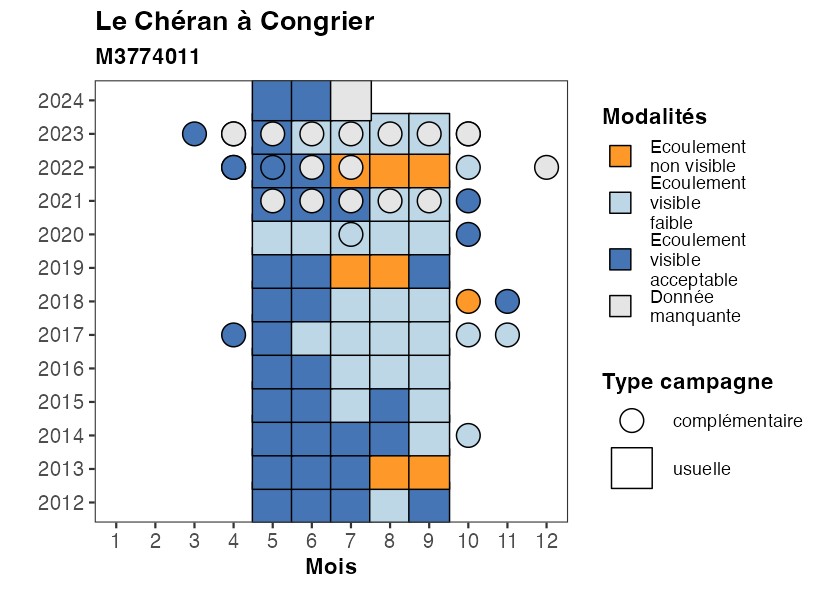 Le Chéran à Congrier
M3774011
2024
2023
2022
2021
2020
2019
2018
2017
2016
2015
2014
2013
2012
1 2 3 4 5 6 7 8 9 10 11 12
Mois
Modalités
Ecoulement
non visible
Ecoulement
visible
faible
Ecoulement
visible
acceptable
Donnée
manquante
Type campagne
complémentaire
usuelle